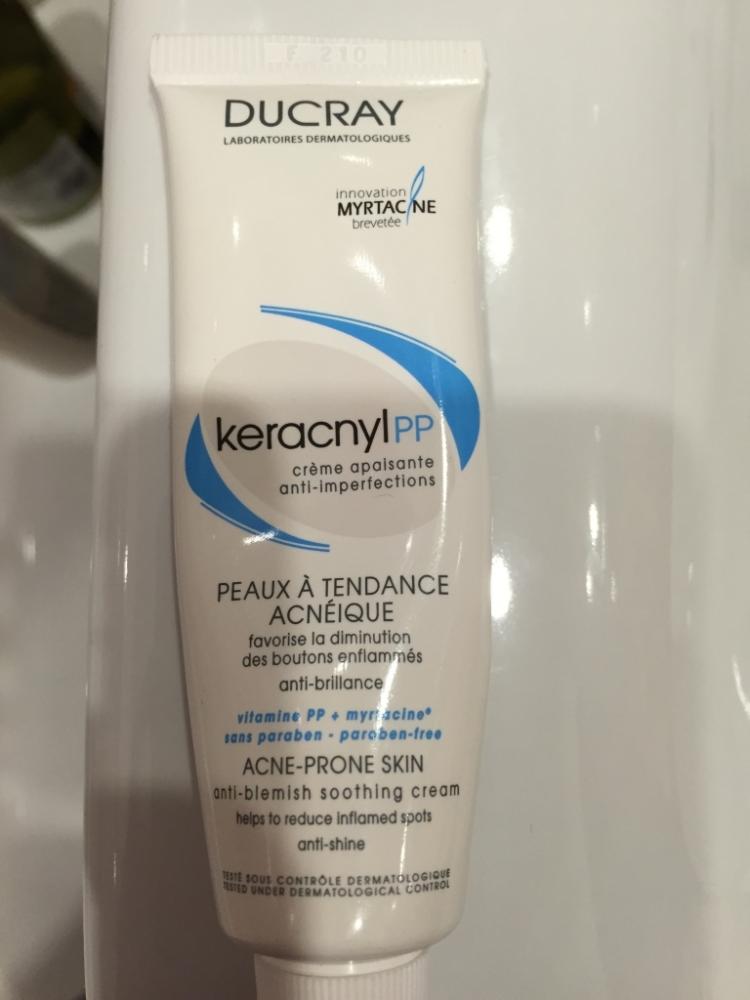 F 210
DUCRAY
LABORATOIRES DERMATOLOGIQUES
innovation
MYRTACINE
brevetée
keracnyl PP
crème apaisante
anti-imperfections
PEAUX À TENDANCE
ACNÉIQUE
favorise la diminution
des boutons enflammés
anti-brillance
vitamine PP + myrtacine®
sans paraben - paraben-free
ACNE-PRONE SKIN
anti-blemish soothing cream
helps to reduce inflamed spots
anti-shine
TESTÉ SOUS CONTRÔLE DERMATOLOGIQUE
TESTED UNDER DERMATOLOGICAL CONTROL